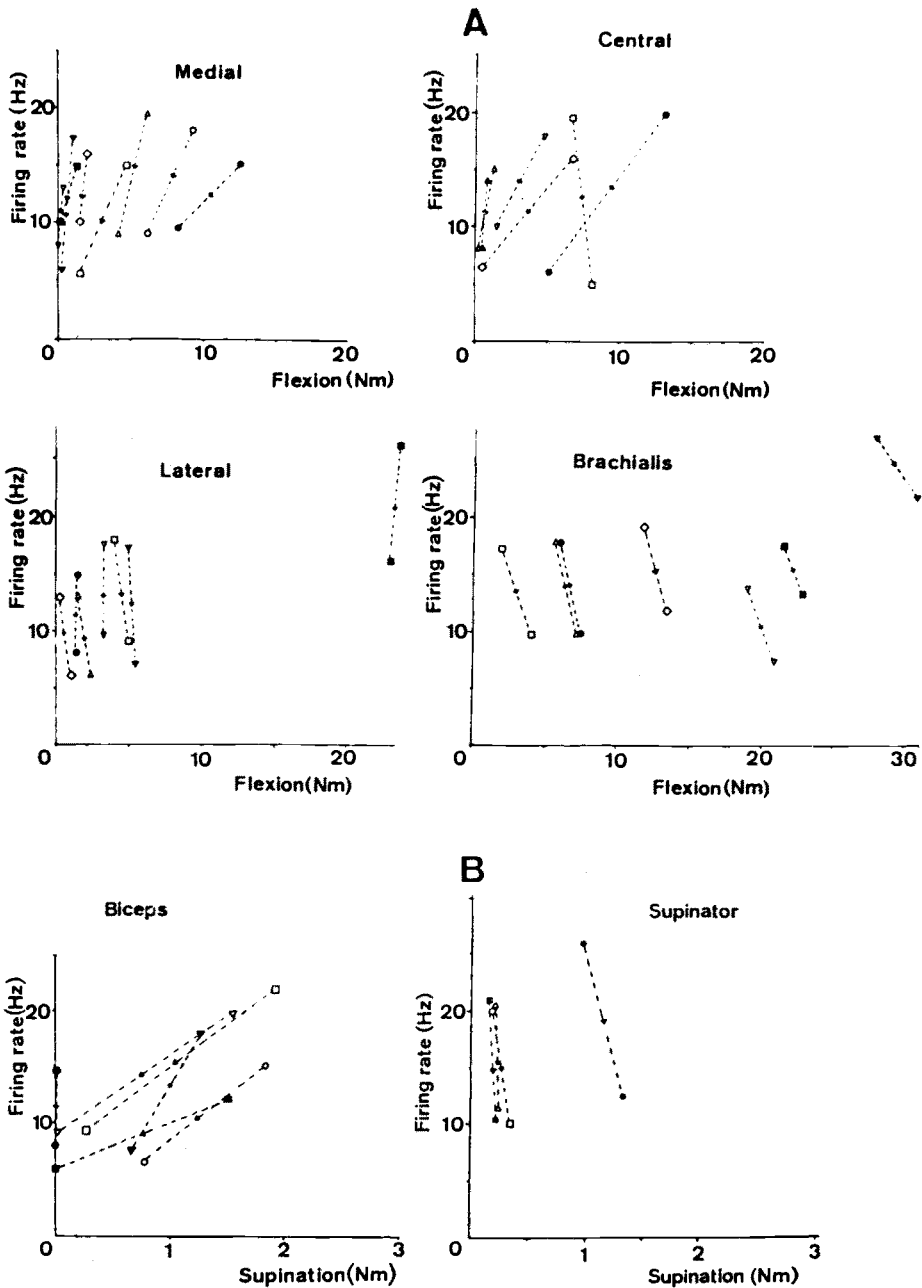 A
Medial
Firing rate (Hz)
20
10
0
10
20
Flexion (Nm)
Central
Firing rate (Hz)
20
10
0
10
20
Flexion (Nm)
Lateral
Firing rate (Hz)
20
10
0
10
20
Flexion (Nm)
Brachialis
Firing rate (Hz)
20
10
0
10
20
30
Flexion (Nm)
B
Biceps
Firing rate (Hz)
20
10
0
1
2
3
Supination (Nm)
Supinator
Firing rate (Hz)
20
10
0
1
2
3
Supination (Nm)